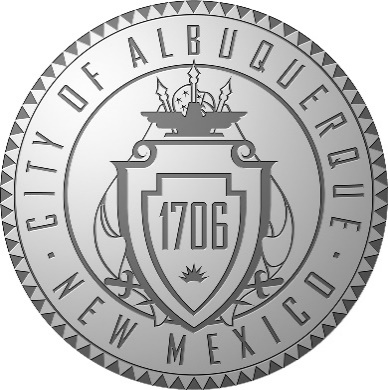 CITY OF ALBUQUERQUE
1706
· NEW MEXICO ·